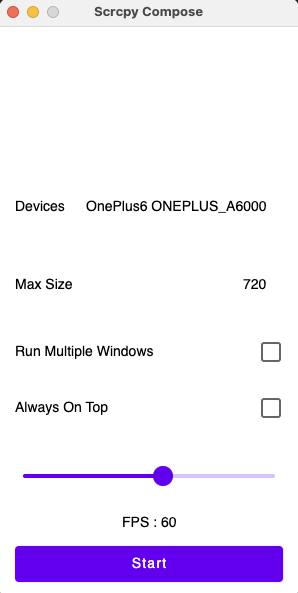 Scrcpy Compose
Devices OnePlus6 ONEPLUS_A6000
Max Size 720
Run Multiple Windows
Always On Top
FPS : 60
Start